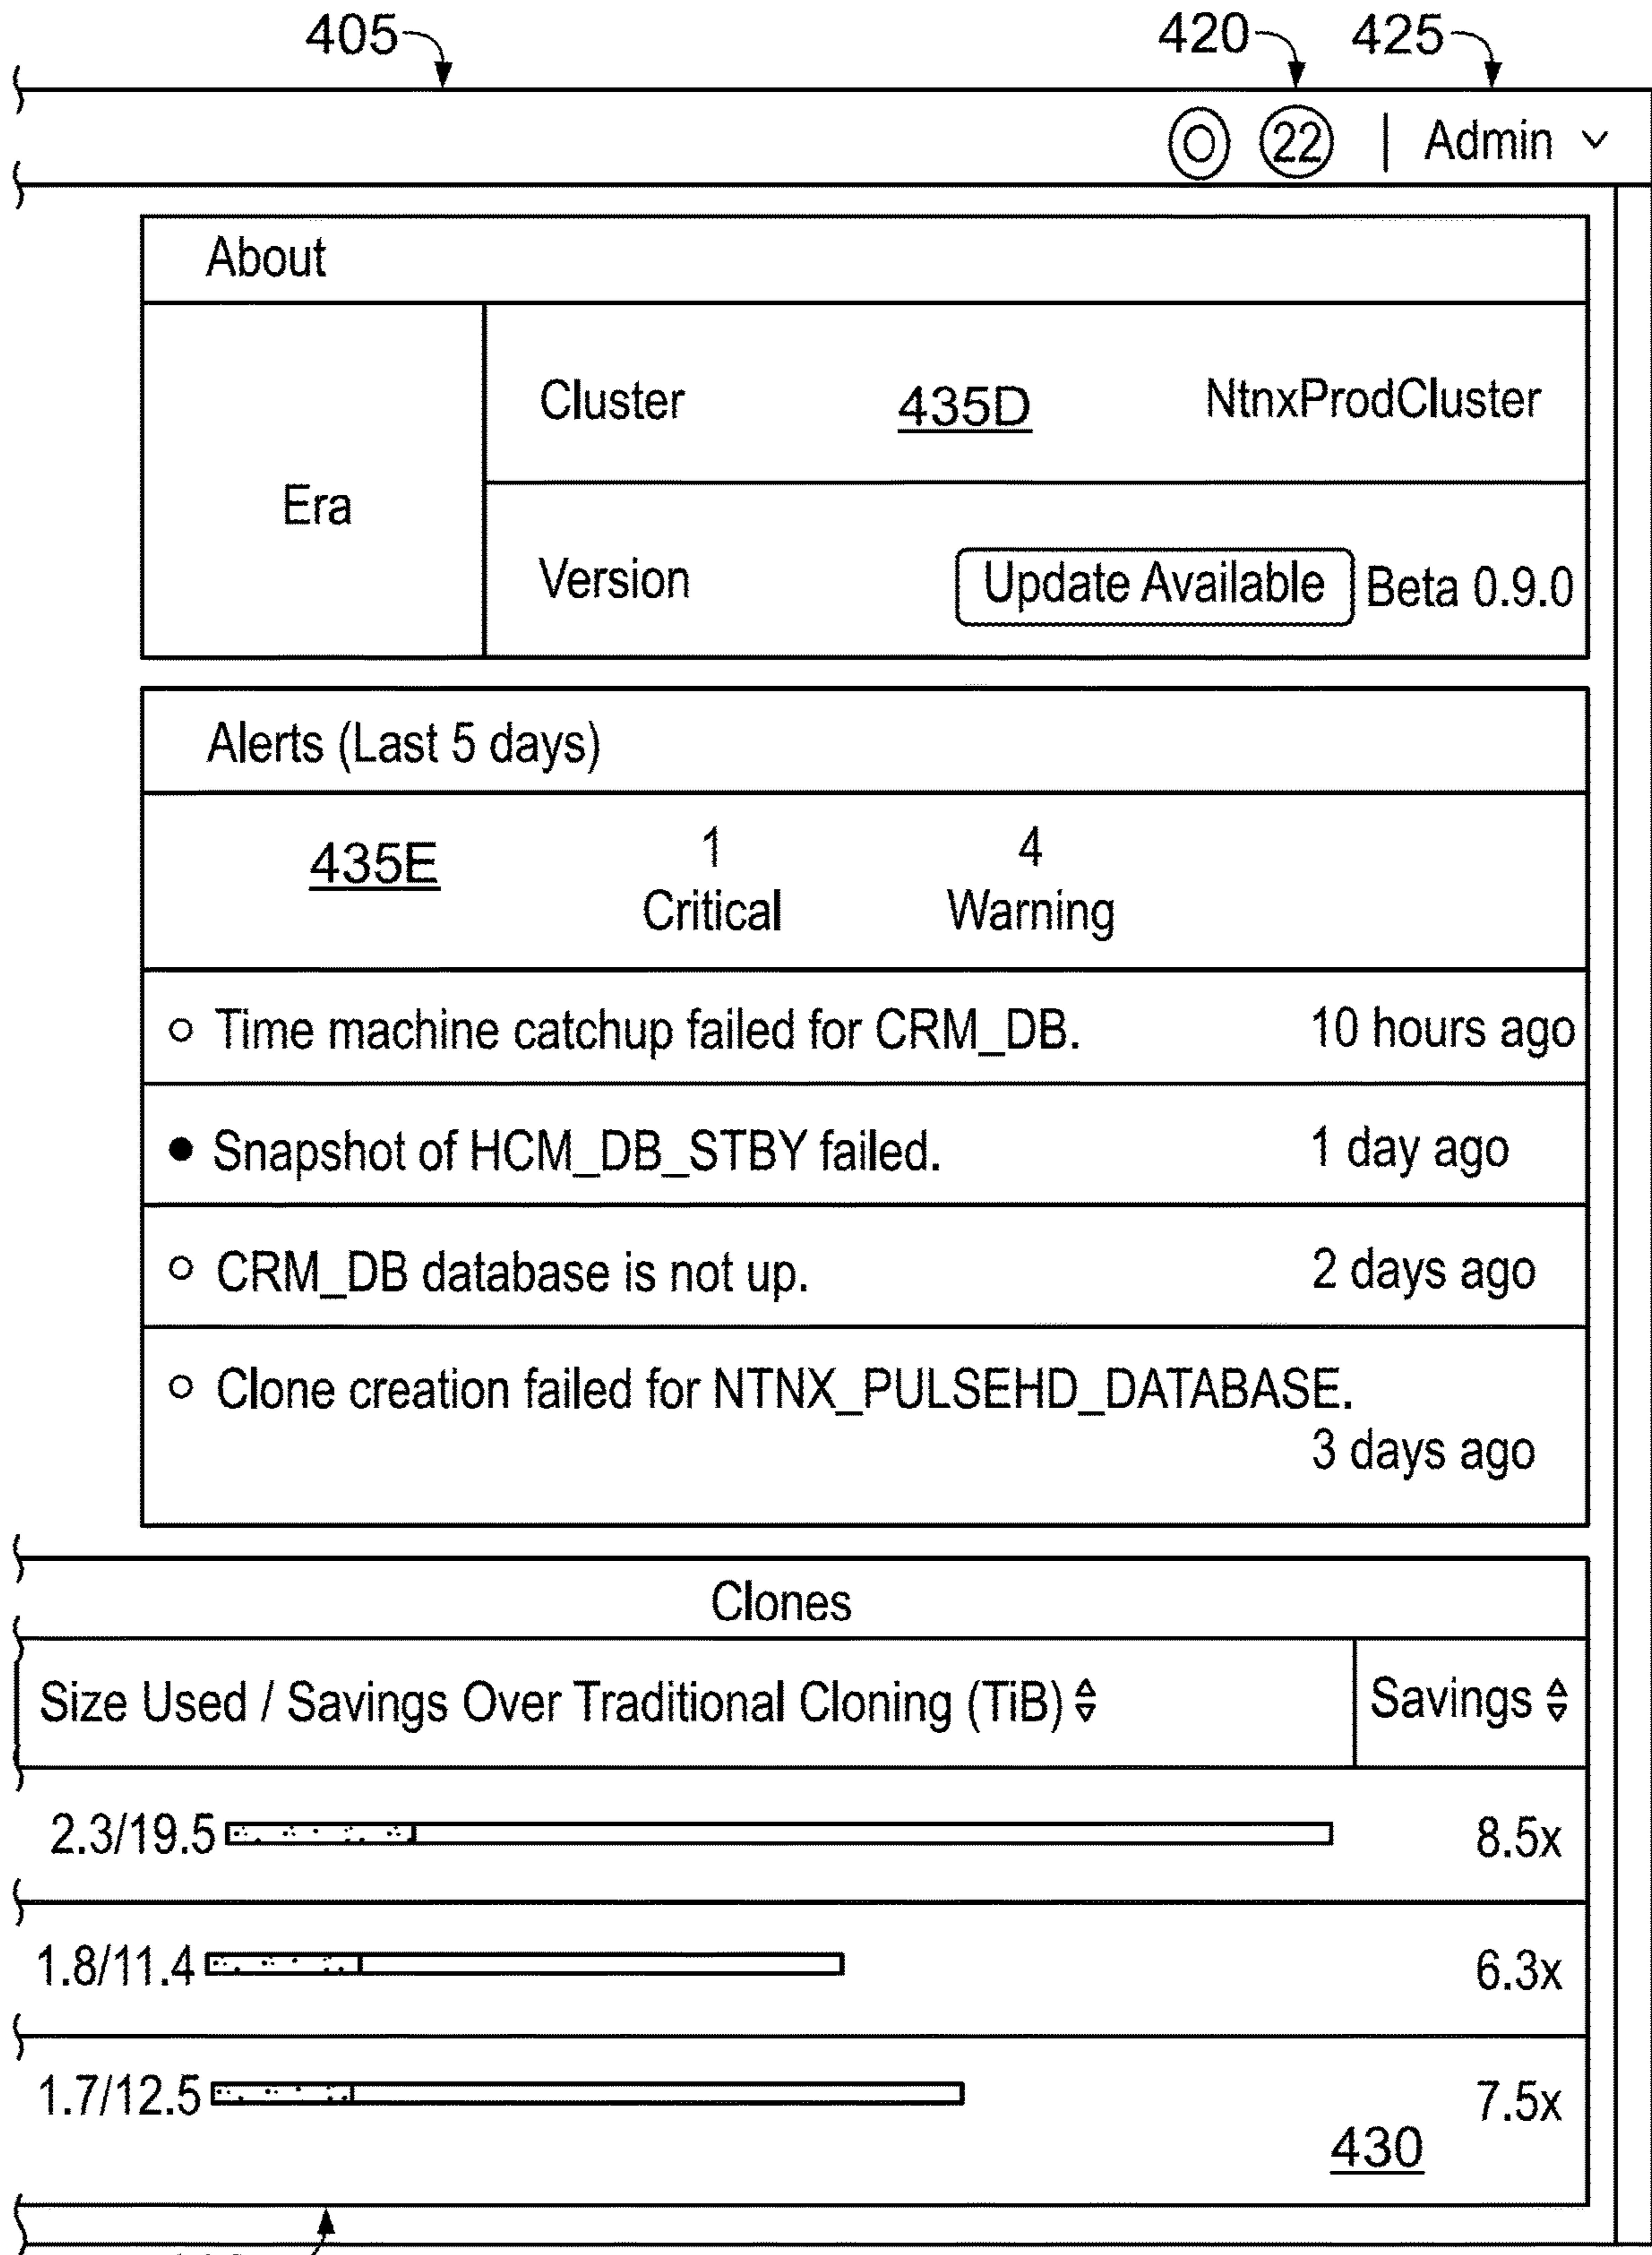 405 420 425
22 | Admin
About
Era
Cluster 435D NtnxProdCluster
Version Update Available Beta 0.9.0
Alerts (Last 5 days)
435E
1 Critical
4 Warning
Time machine catchup failed for CRM_DB. 10 hours ago
Snapshot of HCM_DB_STBY failed. 1 day ago
CRM_DB database is not up. 2 days ago
Clone creation failed for NTNX_PULSEHD_DATABASE.
3 days ago
Clones
Size Used / Savings Over Traditional Cloning (TiB) Savings
2.3/19.5 8.5x
1.8/11.4 6.3x
1.7/12.5 7.5x
430